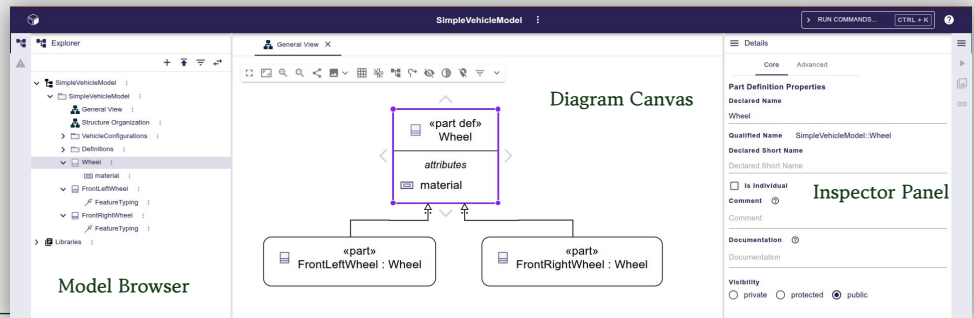 SimpleVehicleModel
RUN COMMANDS...
CTRL + K
Explorer
SimpleVehicleModel
SimpleVehicleModel
General View
Structure Organization
VehicleConfigurations
Definitions
Wheel
material
FrontLeftWheel
FeatureTyping
FrontRightWheel
FeatureTyping
Libraries
Model Browser
General View
Diagram Canvas
«part def»
Wheel
attributes
material
«part»
FrontLeftWheel : Wheel
«part»
FrontRightWheel : Wheel
Details
Core Advanced
Part Definition Properties
Declared Name
Wheel
Qualified Name SimpleVehicleModel::Wheel
Declared Short Name
Declared Short Name
Is Individual
Inspector Panel
Comment
Comment
Documentation
Documentation
Visibility
private protected public